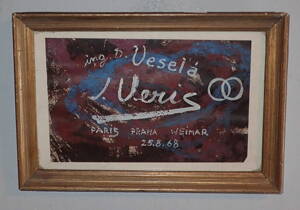 ing D. Veselá
J Veris
PARIS PRAHA WEIMAR
25.8.68